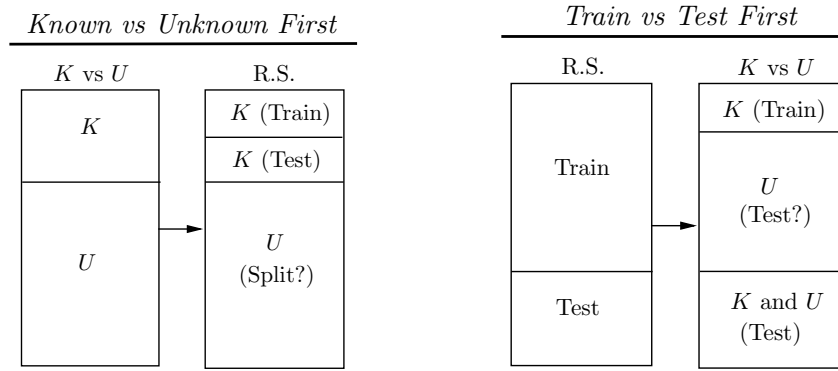 Known vs Unknown First
K vs U
R.S.
K
K (Train)
K (Test)
U
U
(Split?)
Train vs Test First
R.S.
K vs U
Train
K (Train)
U
(Test?)
Test
K and U
(Test)